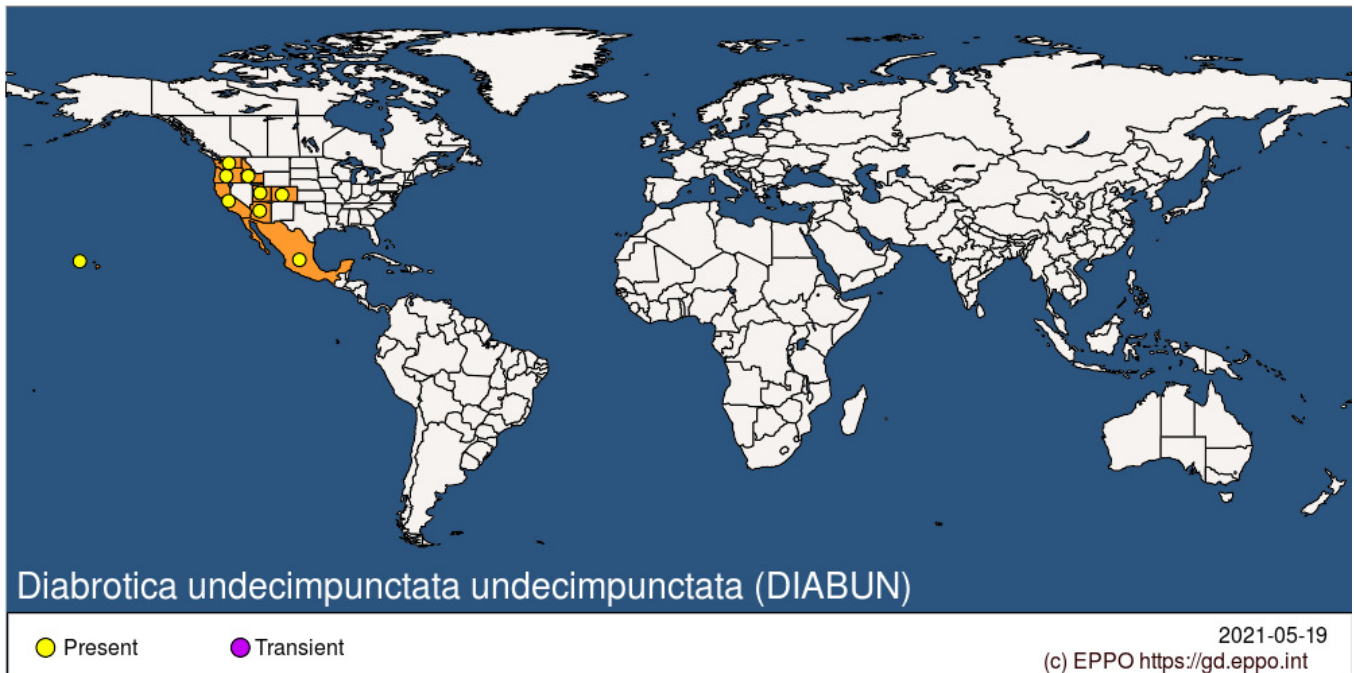 Diabrotica undecimpunctata undecimpunctata (DIABUN)
Present
Transient
2021-05-19
(c) EPPO https://gd.eppo.int